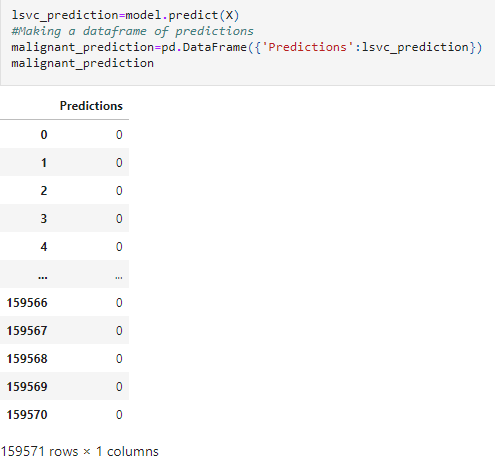 lsvc_prediction=model.predict(X)
#Making a dataframe of predictions
malignant_prediction=pd.DataFrame({'Predictions':lsvc_prediction})
malignant_prediction
Predictions
0 0
1 0
2 0
3 0
4 0
... ...
159566 0
159567 0
159568 0
159569 0
159570 0
159571 rows × 1 columns